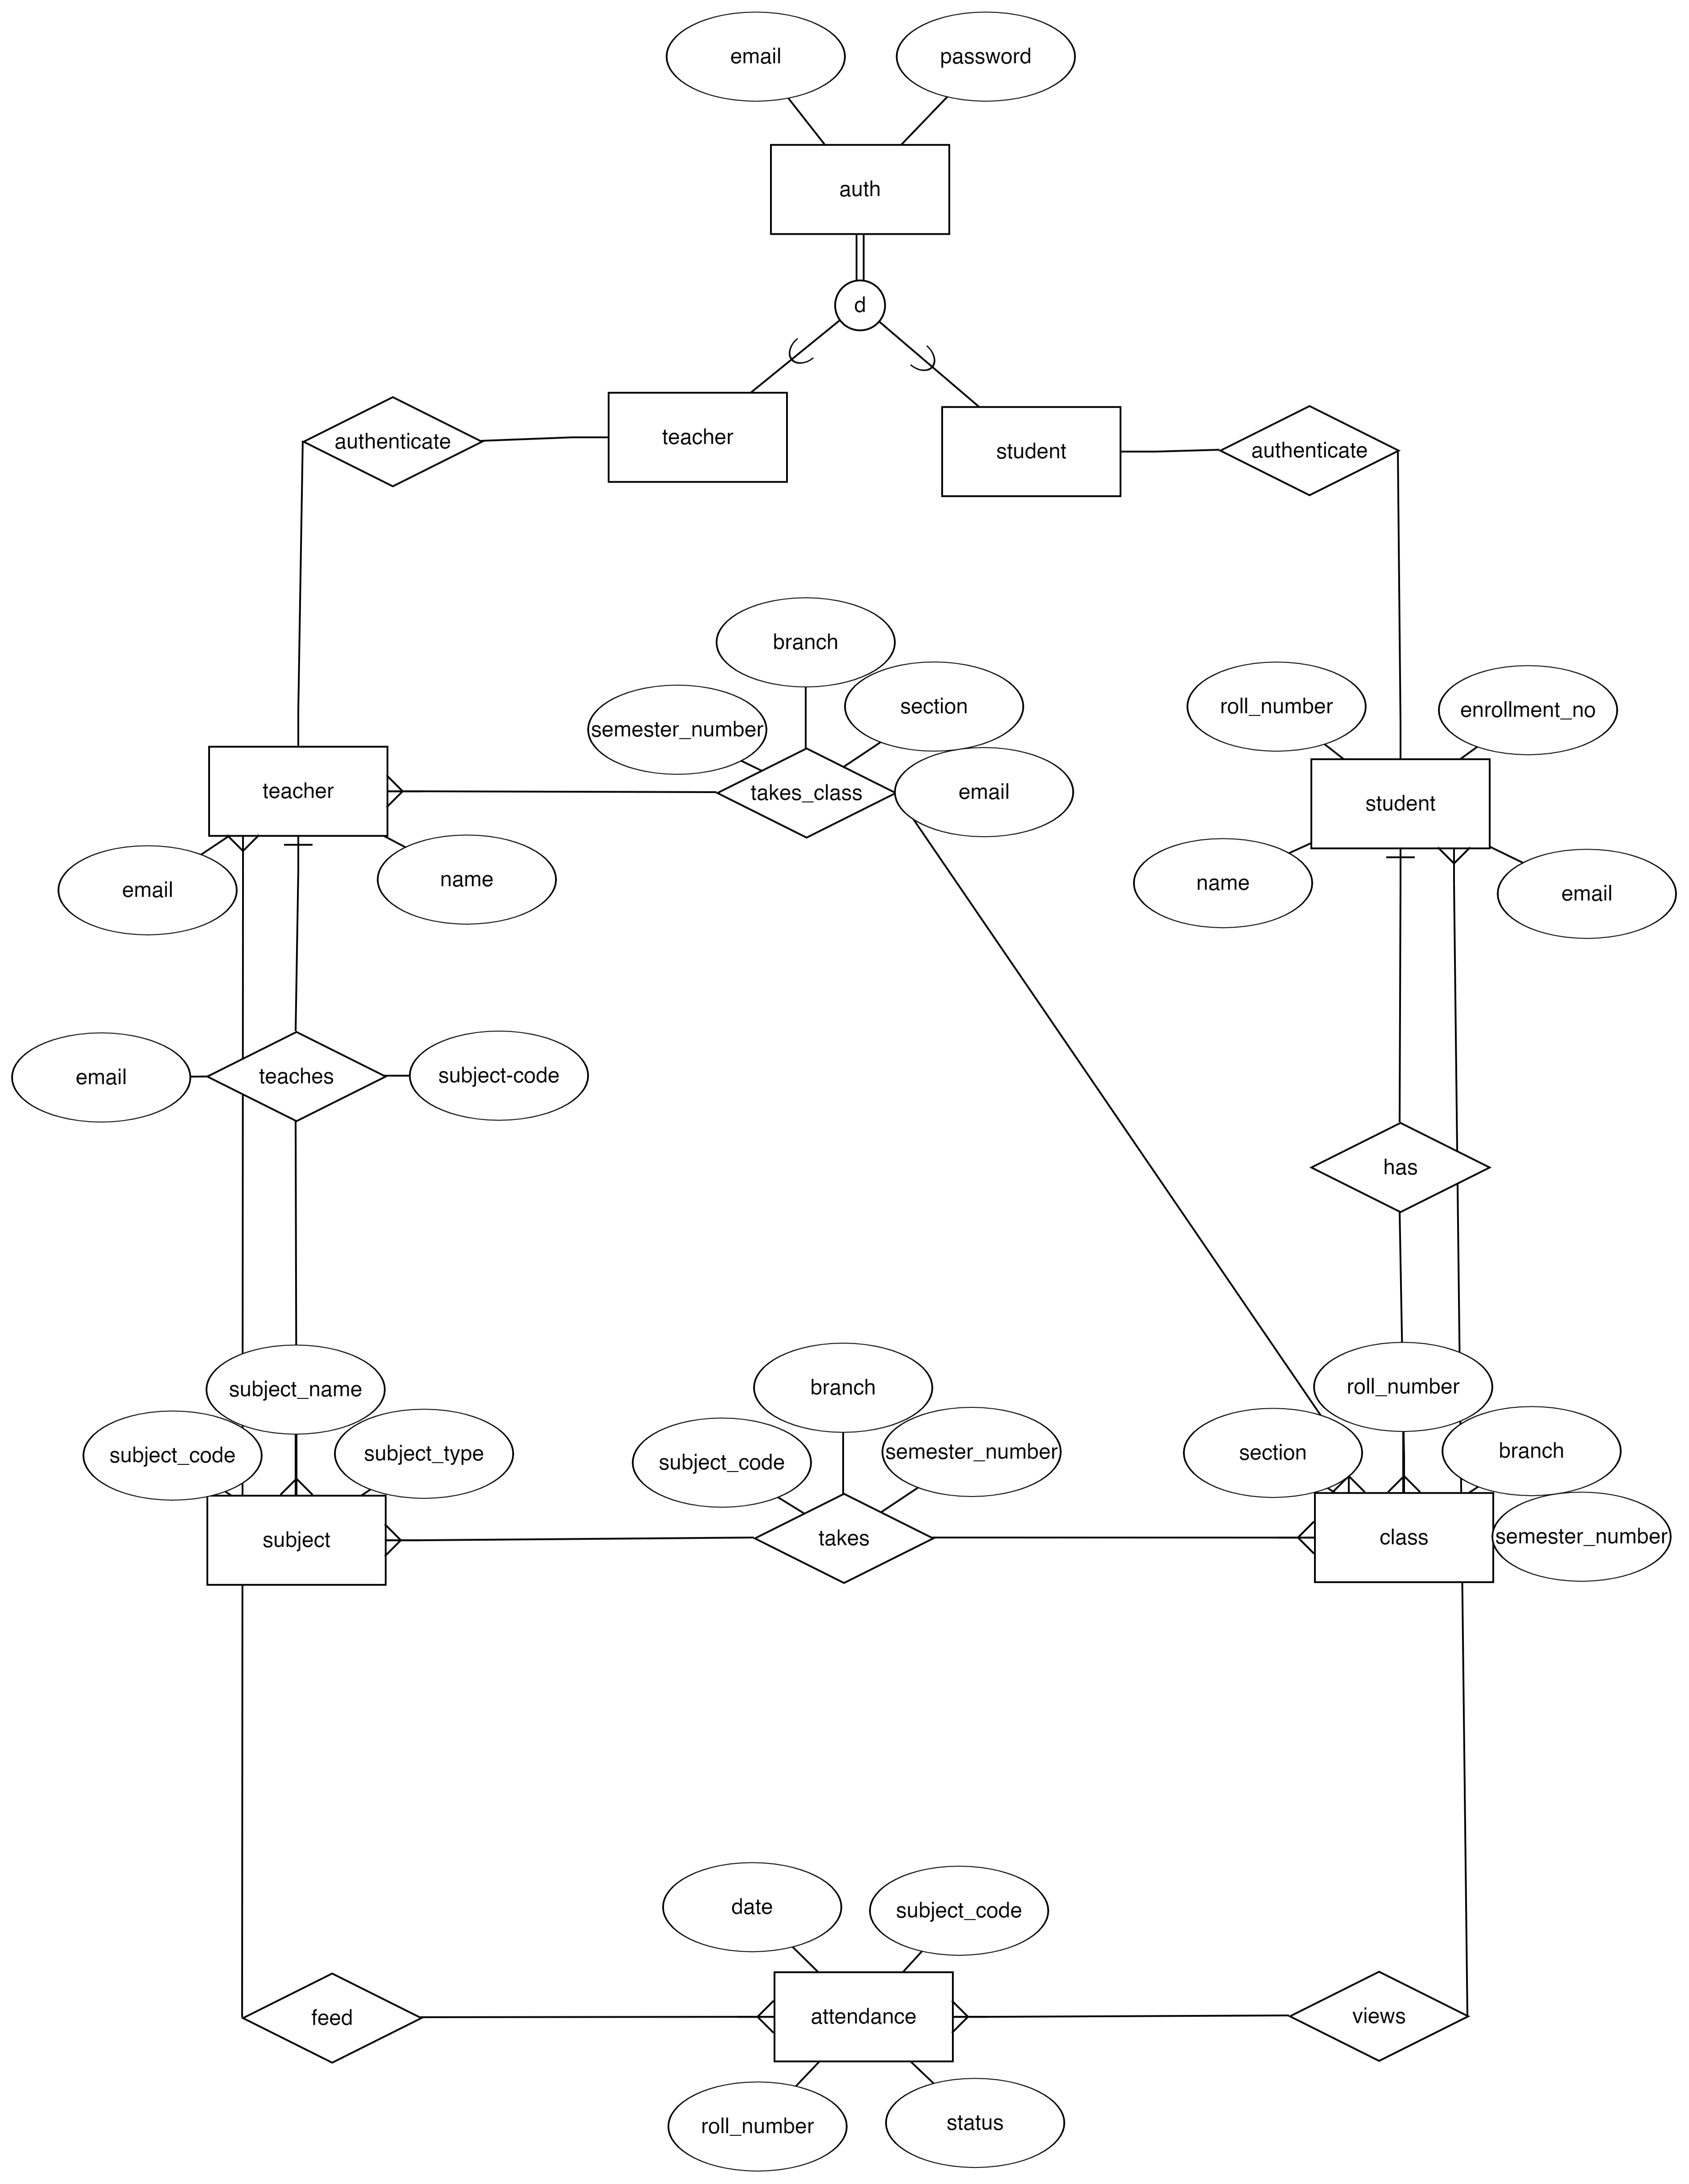 email
password
auth
d
teacher
student
authenticate
authenticate
branch
semester_number
section
takes_class
email
roll_number
enrollment_no
teacher
student
email
name
name
email
email
teaches
subject-code
has
subject_name
subject_code
subject_type
branch
subject_code
semester_number
roll_number
section
branch
subject
takes
class
semester_number
date
subject_code
feed
attendance
views
roll_number
status